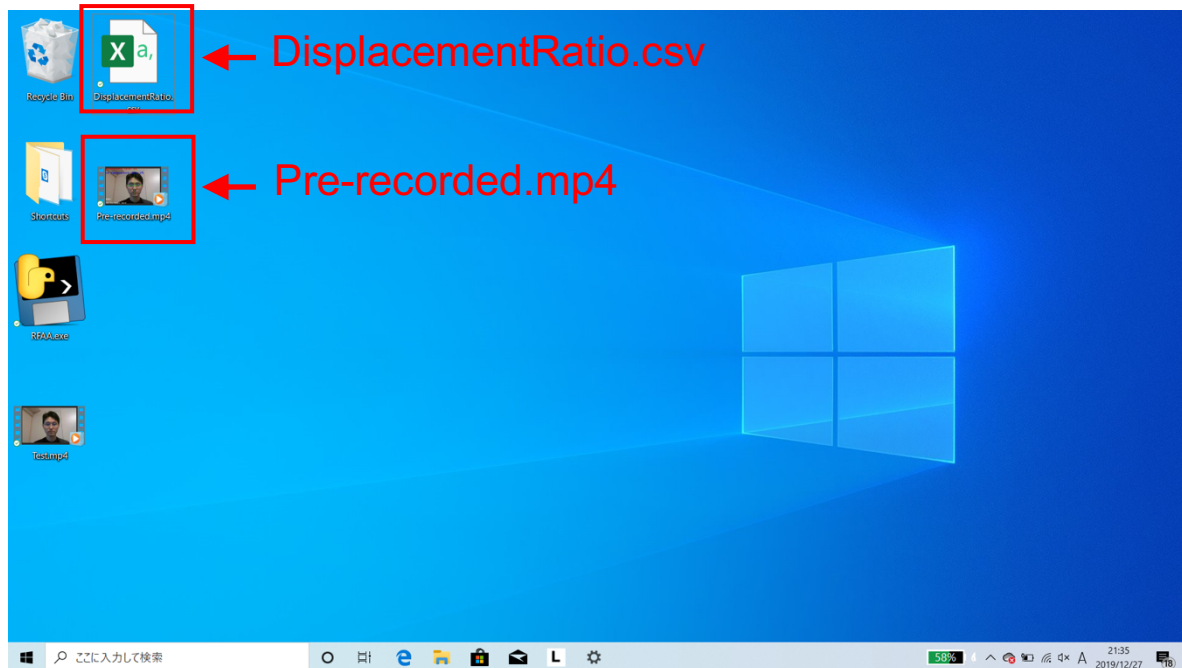 DisplacementRatio.csv
Recycle Bin
DisplacementRatio.
Pre-recorded.mp4
Shortcuts
Pre-recorded.mp4
RFAA.exe
Test.mp4
ここに入力して検索
L
58%
A
21:35
2019/12/27
18